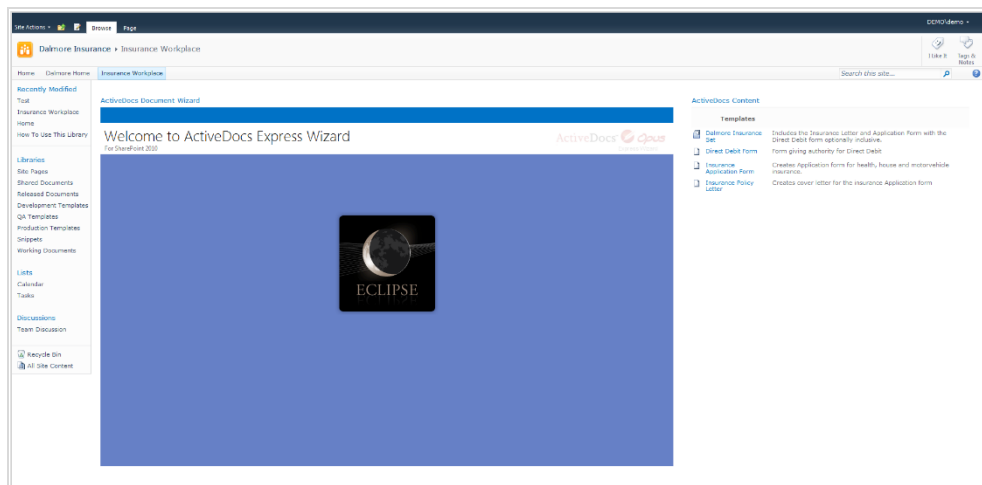 Site Actions
Browse
Page
DEMO\demo
Dalmore Insurance
Insurance Workplace
I Like It
Tags & Notes
Home
Dalmore Home
Insurance Workplace
Search this site...
Recently Modified
Test
Insurance Workplace
Home
How To Use This Library
Libraries
Site Pages
Shared Documents
Released Documents
Development Templates
QA Templates
Production Templates
Snippets
Working Documents
Lists
Calendar
Tasks
Discussions
Team Discussion
Recycle Bin
All Site Content
ActiveDocs Document Wizard
Welcome to ActiveDocs Express Wizard
For SharePoint 2010
ActiveDocs Opus
ECLIPSE
ActiveDocs Content
Templates
Dalmore Insurance Set
Includes the Insurance Letter and Application Form with the
Direct Debit form optionally inclusive.
Direct Debit Form
Form giving authority for Direct Debit
Insurance
Application Form
Creates Application form for health, house and motorvehicle
insurance.
Insurance Policy
Letter
Creates cover letter for the insurance Application form